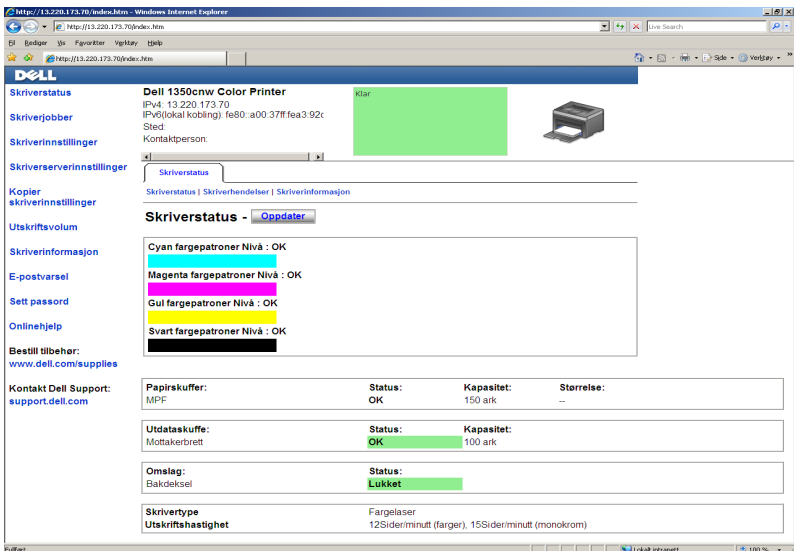 http://13.220.173.70/index.htm - Windows Internet Explorer
http://13.220.173.70/index.htm
Live Search
Fil Rediger Vis Favoritter Verktøy Hjelp
http://13.220.173.70/index.htm
Side Verktøy
DELL
Skriverstatus
Skriverjobber
Skriverinnstillinger
Skriverserverinnstillinger
Kopier
skriverinnstillinger
Utskriftsvolum
Skriverinformasjon
E-postvarsel
Sett passord
Onlinehjelp
Bestill tilbehør:
www.dell.com/supplies
Kontakt Dell Support:
support.dell.com
Dell 1350cnw Color Printer
IPv4: 13.220.173.70
IPv6(lokal kobling): fe80::a00:37ff:fea3:92c
Sted:
Kontaktperson:
Klar
Skriverstatus
Skriverstatus | Skriverhendelser | Skriverinformasjon
Skriverstatus - Oppdater
Cyan fargepatroner Nivå : OK
Magenta fargepatroner Nivå : OK
Gul fargepatroner Nivå : OK
Svart fargepatroner Nivå : OK
Papirskuffer: Status: Kapasitet: Størrelse:
MPF OK 150 ark --
Utdataskuffe: Status: Kapasitet:
Mottakerbrett OK 100 ark
Omslag: Status:
Bakdeksel Lukket
Skrivertype Fargelaser
Utskriftshastighet 12Sider/minutt (farger), 15Sider/minutt (monokrom)
Fullført Lokalt intranett 100 %